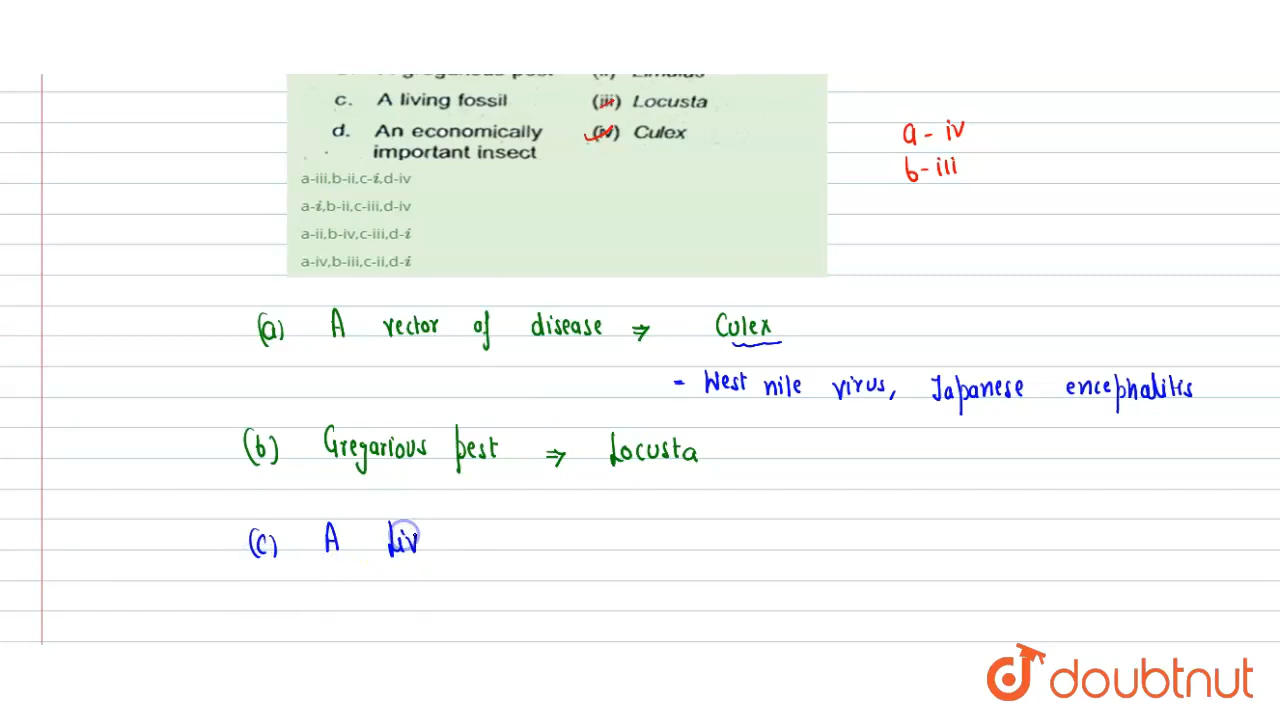 (ii) Limulus
c. A living fossil (iii) Locusta
d. An economically (iv) Culex
important insect
a-iii,b-ii,c-i,d-iv
a-i,b-ii,c-iii,d-iv
a-ii,b-iv,c-iii,d-i
a-iv,b-iii,c-ii,d-i
a - iv
b - iii
(a) A vector of disease ⇒ Culex
- West nile virus, Japanese encephalitis
(b) Gregarious pest ⇒ Locusta
(c) A Liv
doubtnut